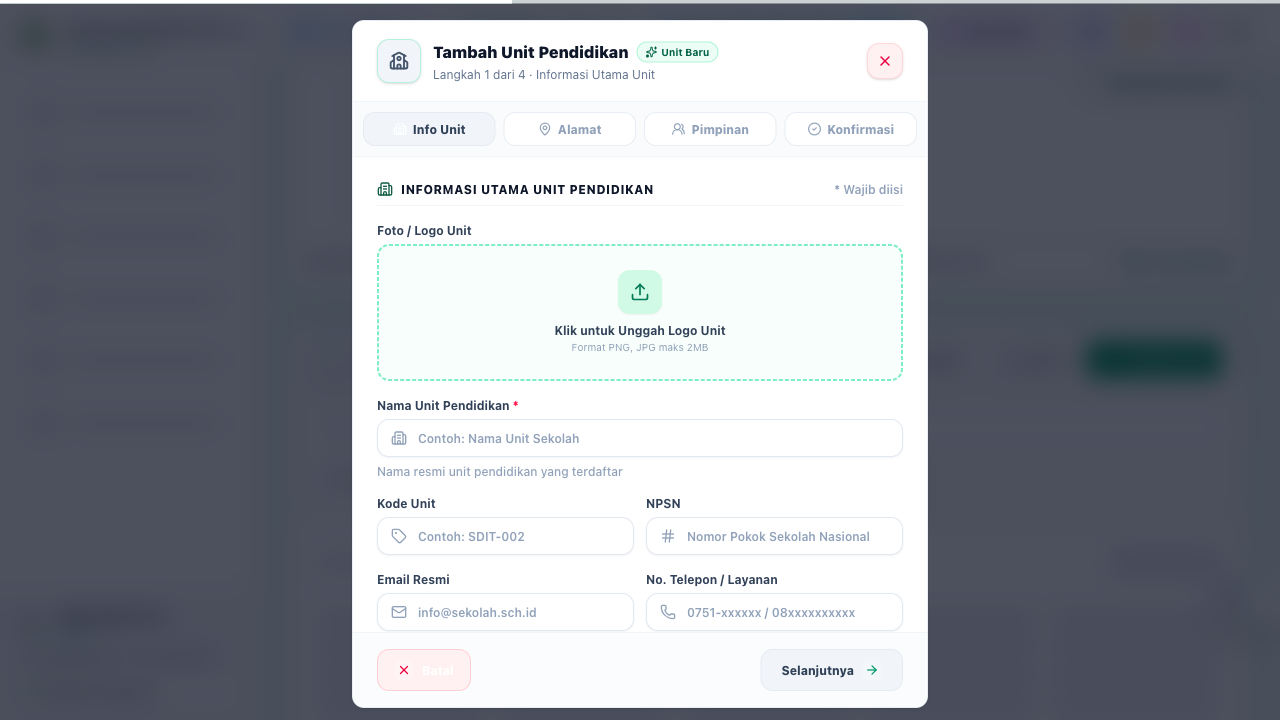 Tambah Unit Pendidikan
Unit Baru
Langkah 1 dari 4 · Informasi Utama Unit
Info Unit
Alamat
Pimpinan
Konfirmasi
INFORMASI UTAMA UNIT PENDIDIKAN
* Wajib diisi
Foto / Logo Unit
Klik untuk Unggah Logo Unit
Format PNG, JPG maks 2MB
Nama Unit Pendidikan *
Contoh: Nama Unit Sekolah
Nama resmi unit pendidikan yang terdaftar
Kode Unit
NPSN
Contoh: SDIT-002
Nomor Pokok Sekolah Nasional
Email Resmi
No. Telepon / Layanan
info@sekolah.sch.id
0751-xxxxxx / 08xxxxxxxxxx
Batal
Selanjutnya